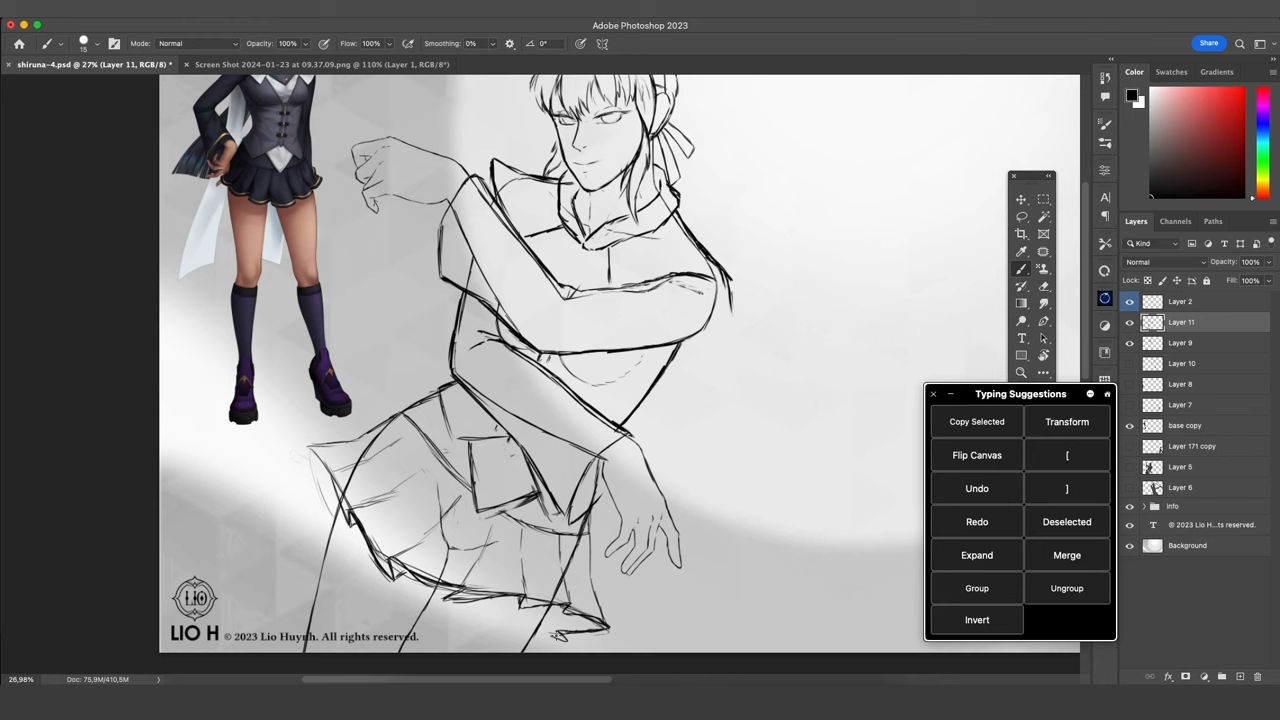 Adobe Photoshop 2023
15 Mode: Normal Opacity: 100% Flow: 100% Smoothing: 0% 0° Share
shiruna-4.psd @ 27% (Layer 11, RGB/8) * Screen Shot 2024-01-23 at 09.37.09.png @ 110% (Layer 1, RGB/8*)
Color Swatches Gradients
Layers Channels Paths
Kind
Normal Opacity: 100%
Lock: Fill: 100%
Layer 2
Layer 11
Layer 9
Layer 10
Layer 8
Layer 7
base copy
Layer 171 copy
Layer 5
Layer 6
Info
© 2023 Lio H...ts reserved.
Background
Typing Suggestions
Copy Selected Transform
Flip Canvas [
Undo ]
Redo Deselected
Expand Merge
Group Ungroup
Invert
LiO
LIO H © 2023 Lio Huynh. All rights reserved.
26,98% Doc: 75,9M/410,5M